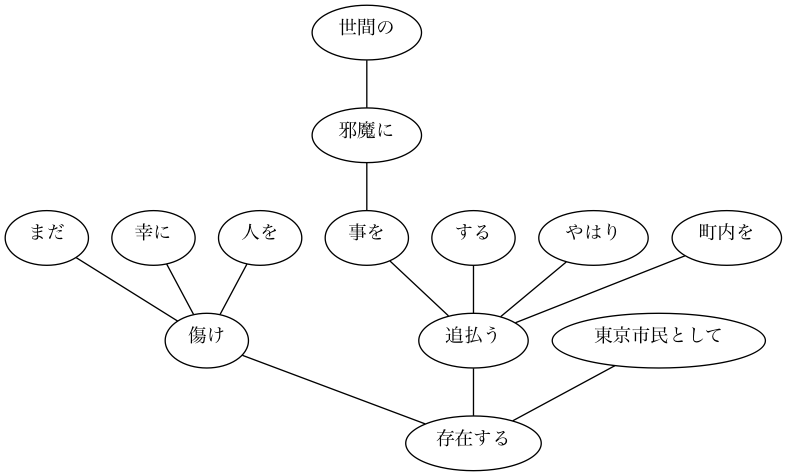 世間の
邪魔に
まだ
幸に
人を
事を
する
やはり
町内を
傷け
追払う
東京市民として
存在する